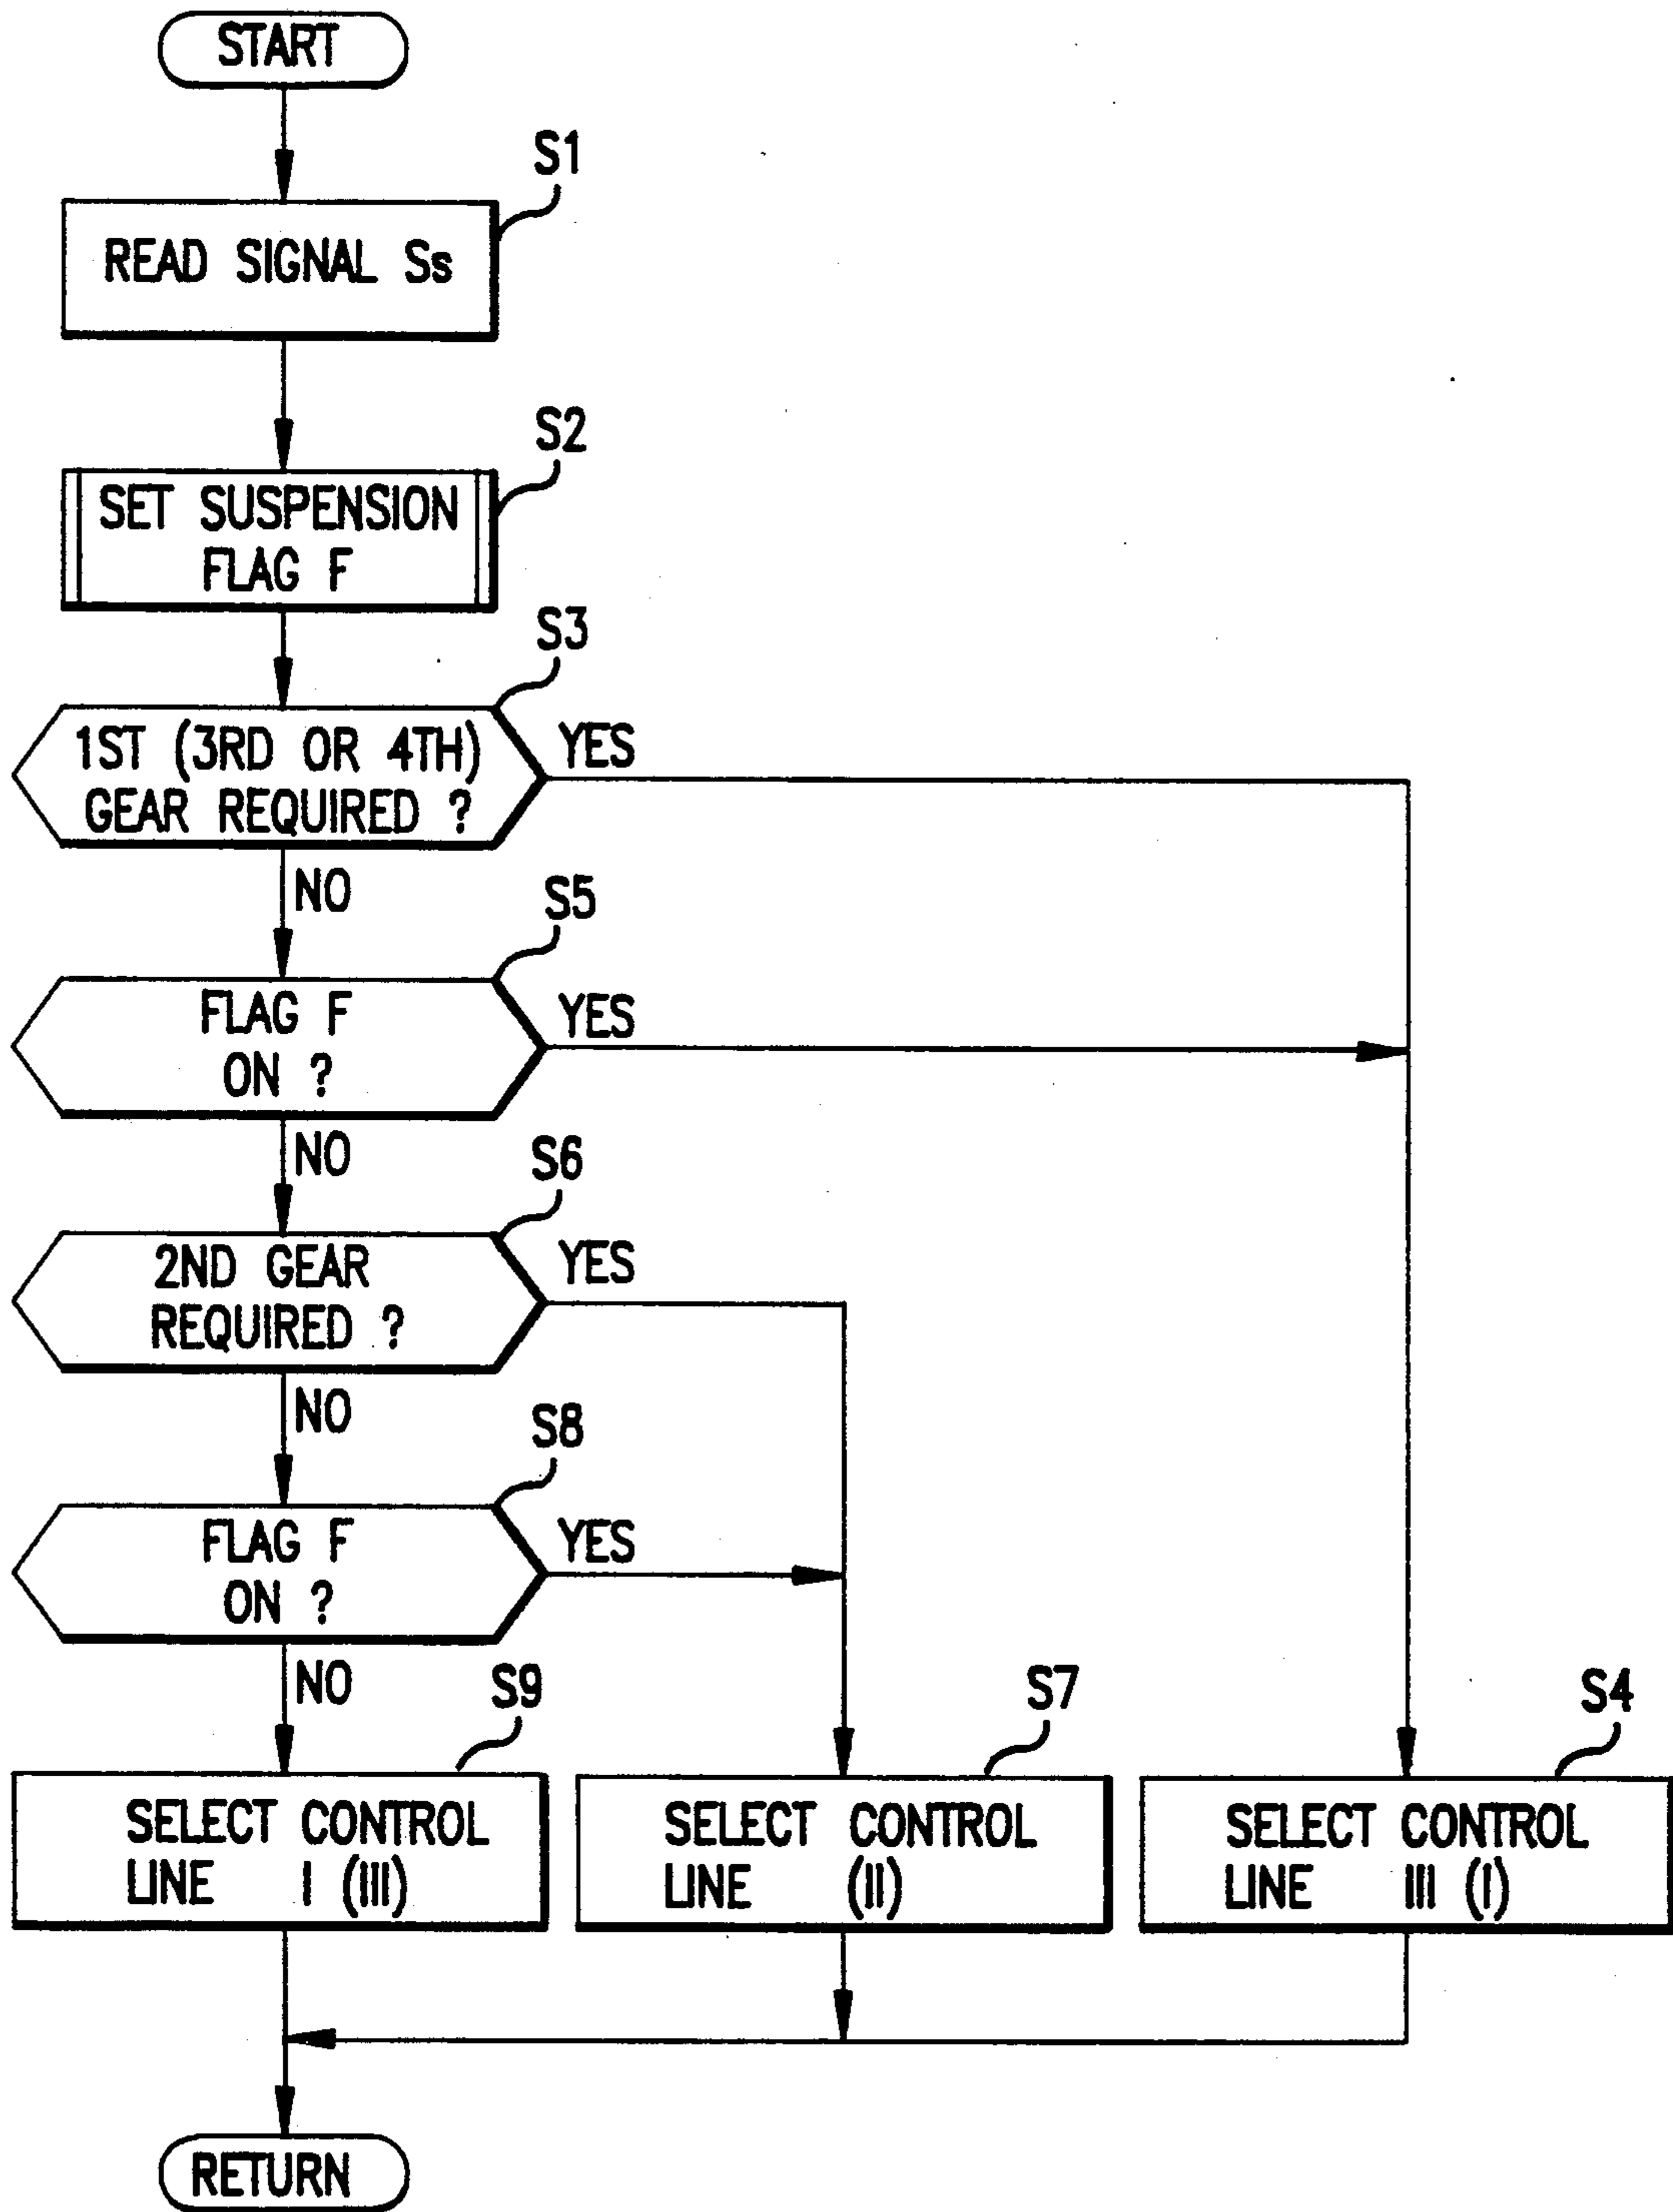 START
S1
READ SIGNAL Ss
S2
SET SUSPENSION
FLAG F
S3
1ST (3RD OR 4TH)
GEAR REQUIRED ?
YES
NO
S5
FLAG F
ON ?
YES
NO
S6
2ND GEAR
REQUIRED ?
YES
NO
S8
FLAG F
ON ?
YES
NO
S9
SELECT CONTROL
LINE I (III)
S7
SELECT CONTROL
LINE (II)
S4
SELECT CONTROL
LINE III (I)
RETURN